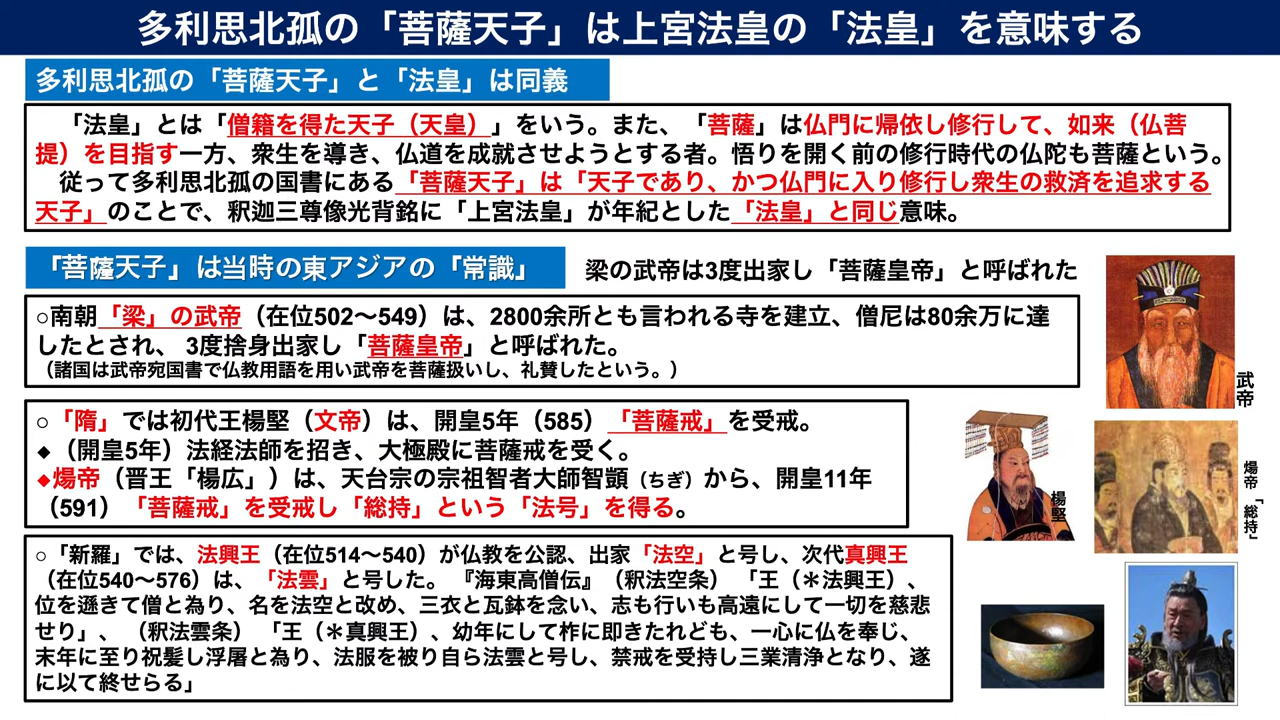 多利思北孤の「菩薩天子」は上宮法皇の「法皇」を意味する
多利思北孤の「菩薩天子」と「法皇」は同義
「法皇」とは「僧籍を得た天子（天皇）」をいう。また、「菩薩」は仏門に帰依し修行して、如来（仏菩
提）を目指す一方、衆生を導き、仏道を成就させようとする者。悟りを開く前の修行時代の仏陀も菩薩という。
従って多利思北孤の国書にある「菩薩天子」は「天子であり、かつ仏門に入り修行し衆生の救済を追求する
天子」のことで、釈迦三尊像光背銘に「上宮法皇」が年紀とした「法皇」と同じ意味。
「菩薩天子」は当時の東アジアの「常識」
梁の武帝は3度出家し「菩薩皇帝」と呼ばれた
○南朝「梁」の武帝（在位502～549）は、2800余所とも言われる寺を建立、僧尼は80余万に達
したとされ、 3度捨身出家し「菩薩皇帝」と呼ばれた。
（諸国は武帝宛国書で仏教用語を用い武帝を菩薩扱いし、礼賛したという。）
武帝
○「隋」では初代王楊堅（文帝）は、開皇5年（585）「菩薩戒」を受戒。
◆（開皇5年）法経法師を招き、大極殿に菩薩戒を受く。
◆煬帝（晋王「楊広」）は、天台宗の宗祖智者大師智顗（ちぎ）から、開皇11年
（591）「菩薩戒」を受戒し「総持」という「法号」を得る。
楊堅
煬帝「総持」
○「新羅」では、法興王（在位514～540）が仏教を公認、出家「法空」と号し、次代真興王
（在位540～576）は、「法雲」と号した。『海東高僧伝』（釈法空条）「王（＊法興王）、
位を遜きて僧と為り、名を法空と改め、三衣と瓦鉢を念い、志も行いも高遠にして一切を慈悲
せり」、（釈法雲条）「王（＊真興王）、幼年にして柞に即きたれども、一心に仏を奉じ、
末年に至り祝髪し浮屠と為り、法服を被り自ら法雲と号し、禁戒を受持し三業清浄となり、遂
に以て終せらる」